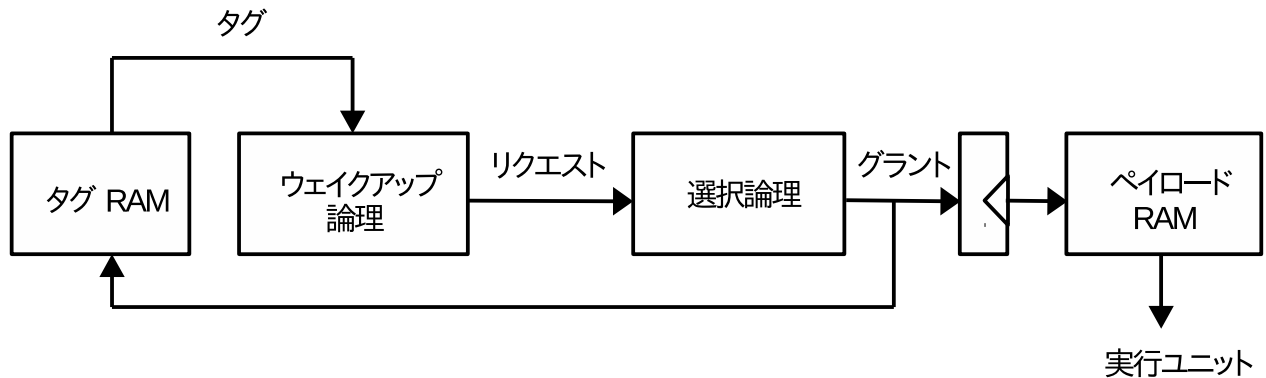 タグ
タグ RAM
ウェイクアップ
論理
リクエスト
選択論理
グラント
ペイロード
RAM
実行ユニット